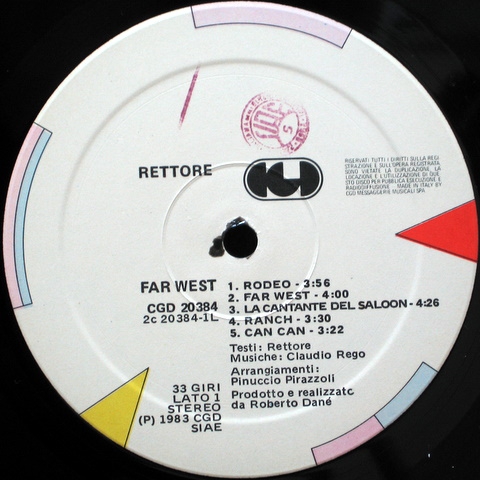 RETTORE
RISERVATI TUTTI I DIRITTI SULLA REGI
STRAZIONE E SULL'OPERA REGISTRATA
SONO VIETATE LA DUPLICAZIONE, LA
LOCAZIONE E L'UTILIZZAZIONE DI QUE
STO DISCO PER PUBBLICA ESECUZIONE E
RADIODIFFUSIONE MADE IN ITALY BY
CGD MESSAGGERIE MUSICALI SPA
FAR WEST
CGD 20384
2c 20384-1L
1. RODEO - 3:56
2. FAR WEST - 4:00
3. LA CANTANTE DEL SALOON - 4:26
4. RANCH - 3:30
5. CAN CAN - 3:22
Testi: Rettore
Musiche: Claudio Rego
Arrangiamenti:
Pinuccio Pirazzoli
Prodotto e realizzatc
da Roberto Dané
33 GIRI
LATO 1
STEREO
(P) 1983 CGD
SIAE